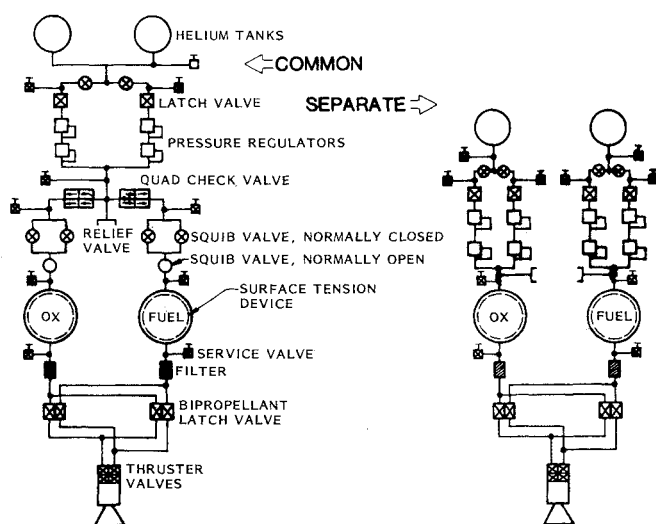 HELIUM TANKS
COMMON
LATCH VALVE
SEPARATE
PRESSURE REGULATORS
QUAD CHECK VALVE
RELIEF
VALVE
SQUIB VALVE, NORMALLY CLOSED
SQUIB VALVE, NORMALLY OPEN
SURFACE TENSION
DEVICE
OX
FUEL
OX
FUEL
SERVICE VALVE
FILTER
BIPROPELLANT
LATCH VALVE
THRUSTER
VALVES